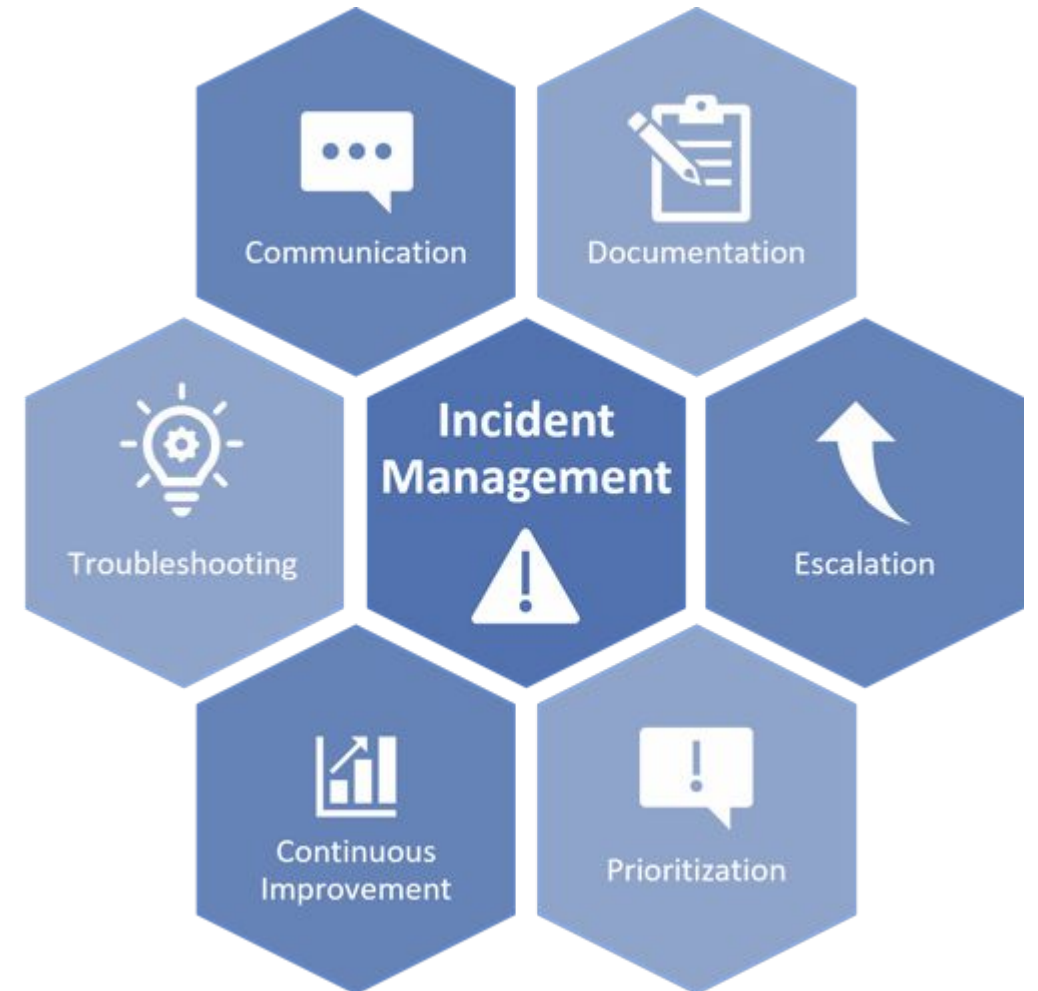 Communication
Documentation
Troubleshooting
Incident
Management
Escalation
Continuous
Improvement
Prioritization